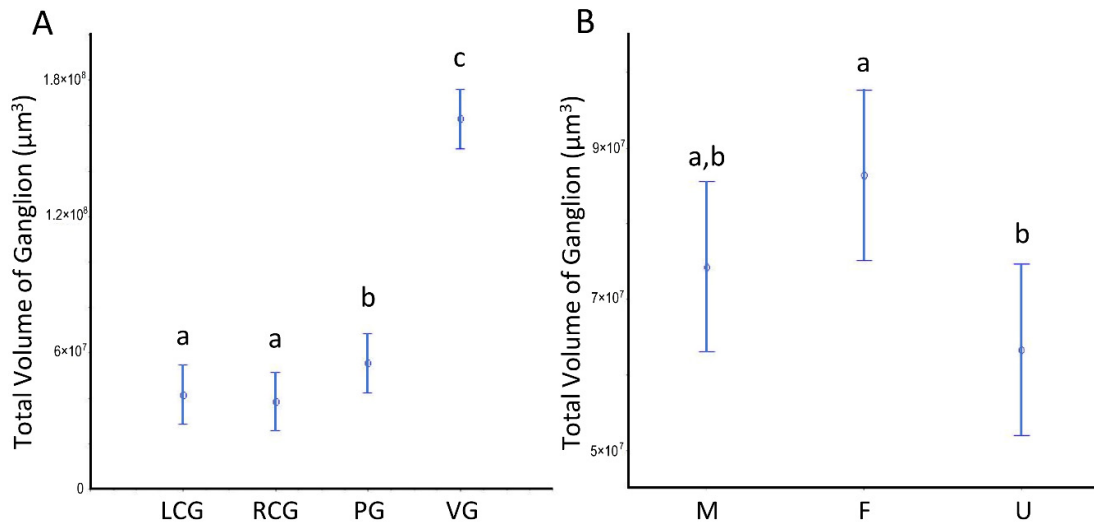 A
Total Volume of Ganglion (µm³)
1.8×10⁸
1.2×10⁸
6×10⁷
0
a
a
b
c
LCG
RCG
PG
VG
B
Total Volume of Ganglion (µm³)
9×10⁷
7×10⁷
5×10⁷
a,b
a
b
M
F
U